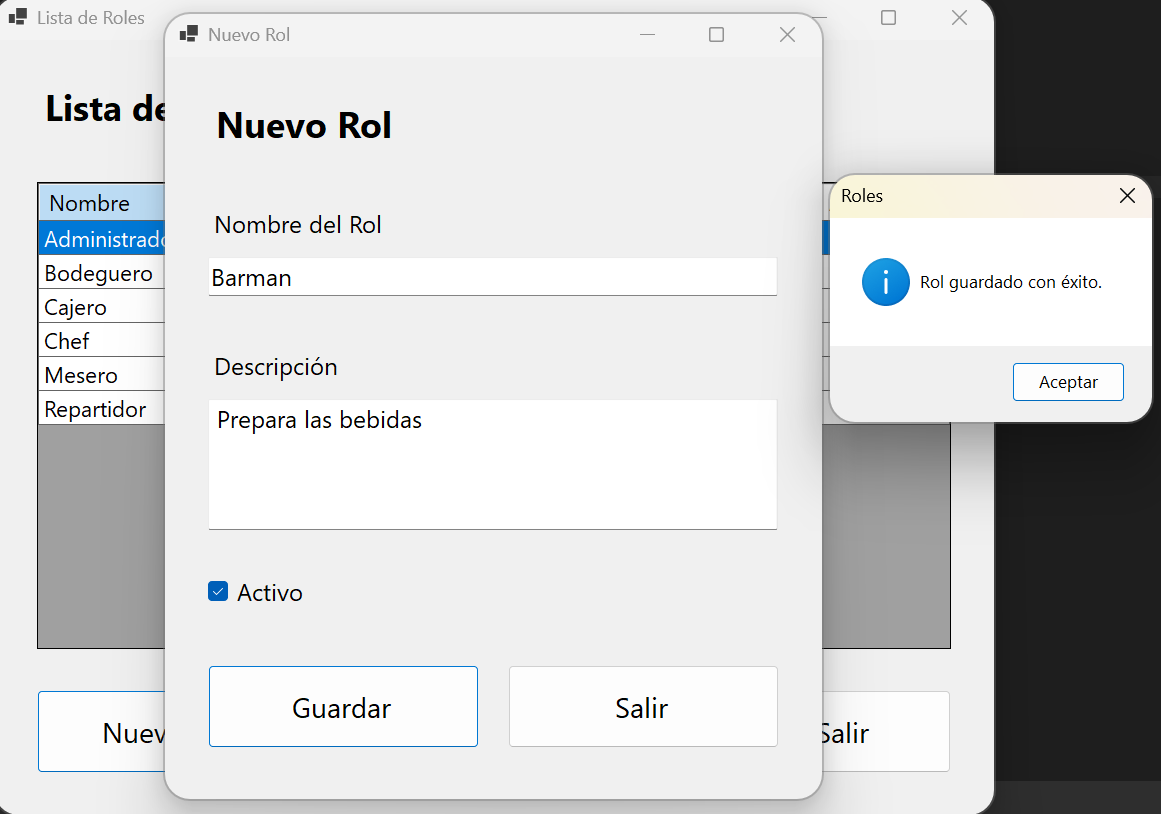 Lista de Roles
Nuevo Rol
Lista de
Nuevo Rol
Nombre
Administrado
Bodeguero
Cajero
Chef
Mesero
Repartidor
Nombre del Rol
Barman
Descripción
Prepara las bebidas
Activo
Guardar
Salir
Nuev
Salir
Roles
Rol guardado con éxito.
Aceptar